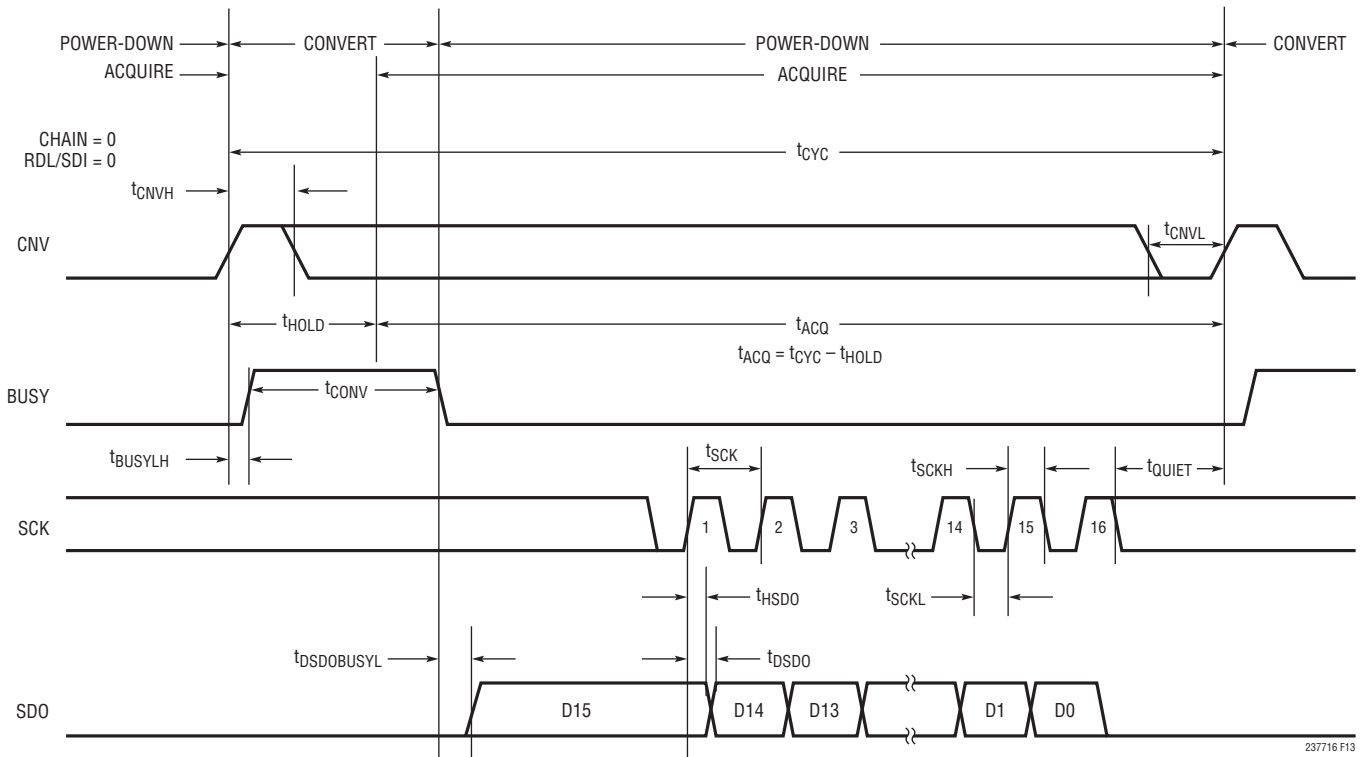 POWER-DOWN CONVERT POWER-DOWN CONVERT
ACQUIRE ACQUIRE
CHAIN = 0
RDL/SDI = 0
tCYC
tCNVH
CNV
tCNVL
tHOLD tACQ
tACQ = tCYC – tHOLD
BUSY
tCONV
tBUSYLH
tSCK
tSCKH
tQUIET
SCK
1 2 3 14 15 16
tHSDO
tSCKL
tDSDOBUSYL
tDSDO
SDO
D15 D14 D13 D1 D0
237716 F13